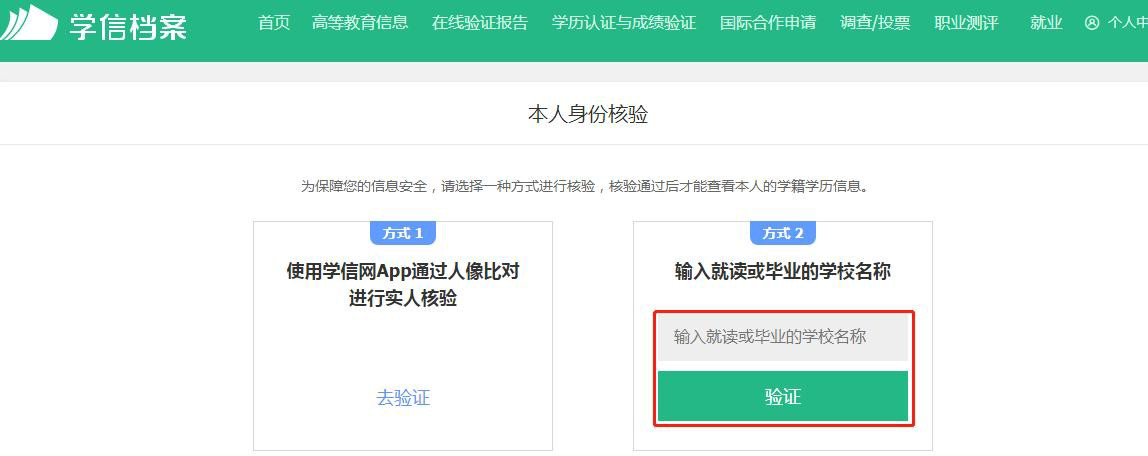 学信档案
首页 高等教育信息 在线验证报告 学历认证与成绩验证 国际合作申请 调查/投票 职业测评 就业 个人中
本人身份核验
为保障您的信息安全，请选择一种方式进行核验，核验通过后才能查看本人的学籍学历信息。
方式 1
使用学信网App通过人像比对
进行实人核验
去验证
方式 2
输入就读或毕业的学校名称
输入就读或毕业的学校名称
验证